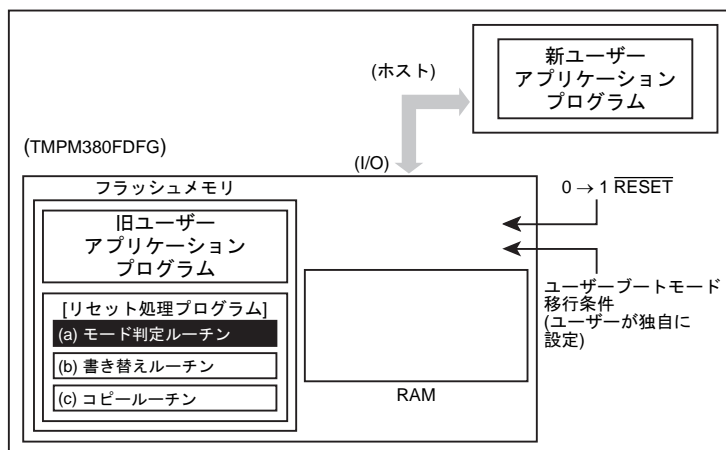 新ユーザー
アプリケーション
プログラム
(ホスト)
(TMPM380FDFG)
(I/O)
フラッシュメモリ
旧ユーザー
アプリケーション
プログラム
[リセット処理プログラム]
(a) モード判定ルーチン
(b) 書き替えルーチン
(c) コピールーチン
RAM
0 → 1 RESET
ユーザーブートモード
移行条件
(ユーザーが独自に
設定)